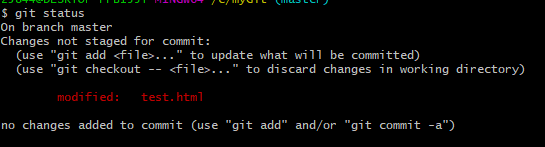 $ git status
On branch master
Changes not staged for commit:
  (use "git add <file>..." to update what will be committed)
  (use "git checkout -- <file>..." to discard changes in working directory)
        modified:   test.html
no changes added to commit (use "git add" and/or "git commit -a")